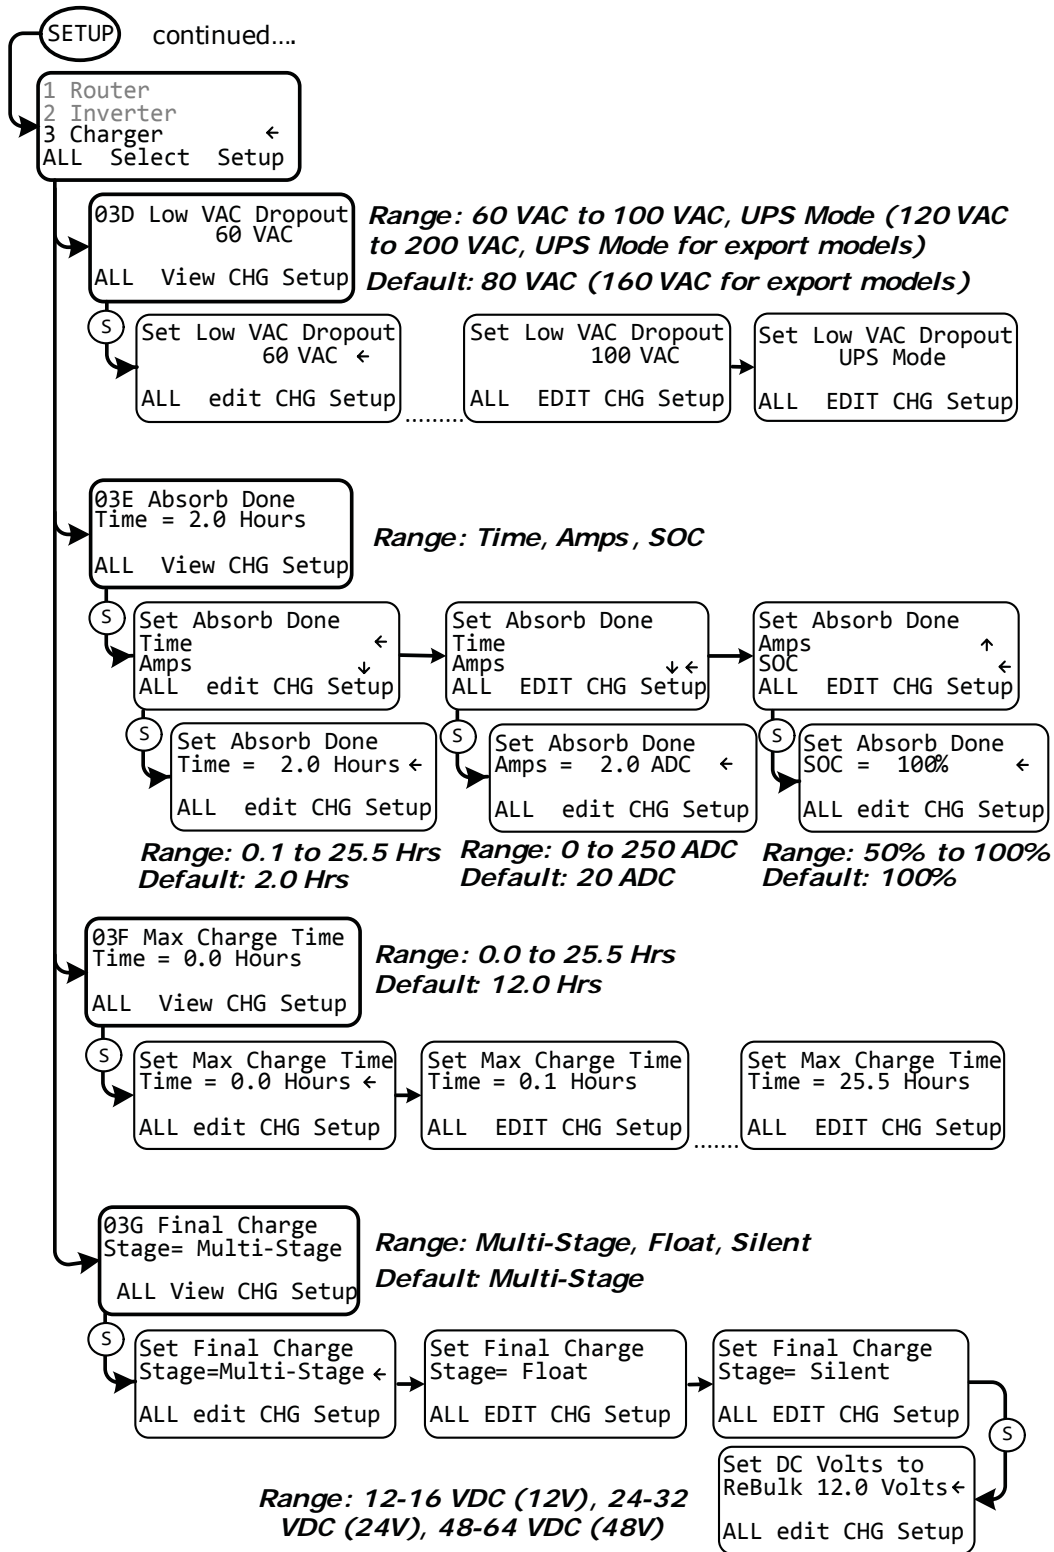 SETUP continued....
1 Router
2 Inverter
3 Charger ←
ALL Select Setup
03D Low VAC Dropout
60 VAC
ALL View CHG Setup
Range: 60 VAC to 100 VAC, UPS Mode (120 VAC
to 200 VAC, UPS Mode for export models)
Default: 80 VAC (160 VAC for export models)
S
Set Low VAC Dropout
60 VAC ←
ALL edit CHG Setup
.........
Set Low VAC Dropout
100 VAC
ALL EDIT CHG Setup
Set Low VAC Dropout
UPS Mode
ALL EDIT CHG Setup
03E Absorb Done
Time = 2.0 Hours
ALL View CHG Setup
Range: Time, Amps, SOC
S
Set Absorb Done
Time ←
Amps ↓
ALL edit CHG Setup
Set Absorb Done
Time
Amps ↓ ←
ALL EDIT CHG Setup
Set Absorb Done
Amps ↑
SOC ←
ALL EDIT CHG Setup
S
Set Absorb Done
Time = 2.0 Hours ←
ALL edit CHG Setup
S
Set Absorb Done
Amps = 2.0 ADC ←
ALL edit CHG Setup
S
Set Absorb Done
SOC = 100% ←
ALL edit CHG Setup
Range: 0.1 to 25.5 Hrs
Default: 2.0 Hrs
Range: 0 to 250 ADC
Default: 20 ADC
Range: 50% to 100%
Default: 100%
03F Max Charge Time
Time = 0.0 Hours
ALL View CHG Setup
Range: 0.0 to 25.5 Hrs
Default: 12.0 Hrs
S
Set Max Charge Time
Time = 0.0 Hours ←
ALL edit CHG Setup
Set Max Charge Time
Time = 0.1 Hours
ALL EDIT CHG Setup
.......
Set Max Charge Time
Time = 25.5 Hours
ALL EDIT CHG Setup
03G Final Charge
Stage= Multi-Stage
ALL View CHG Setup
Range: Multi-Stage, Float, Silent
Default: Multi-Stage
S
Set Final Charge
Stage=Multi-Stage ←
ALL edit CHG Setup
Set Final Charge
Stage= Float
ALL EDIT CHG Setup
Set Final Charge
Stage= Silent
ALL EDIT CHG Setup
S
Set DC Volts to
ReBulk 12.0 Volts←
ALL edit CHG Setup
Range: 12-16 VDC (12V), 24-32
VDC (24V), 48-64 VDC (48V)